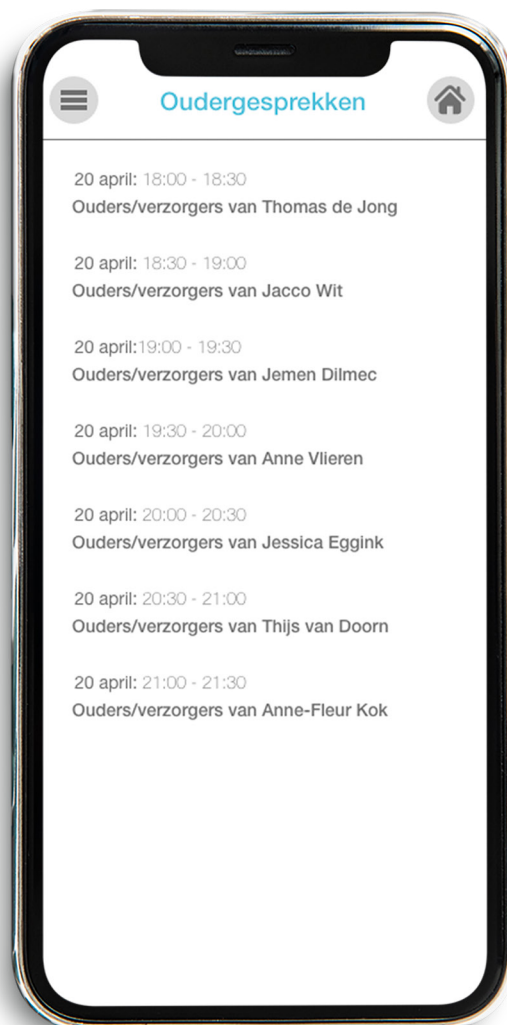 Oudergesprekken
20 april: 18:00 - 18:30
Ouders/verzorgers van Thomas de Jong
20 april: 18:30 - 19:00
Ouders/verzorgers van Jacco Wit
20 april:19:00 - 19:30
Ouders/verzorgers van Jemen Dilmec
20 april: 19:30 - 20:00
Ouders/verzorgers van Anne Vlieren
20 april: 20:00 - 20:30
Ouders/verzorgers van Jessica Eggink
20 april: 20:30 - 21:00
Ouders/verzorgers van Thijs van Doorn
20 april: 21:00 - 21:30
Ouders/verzorgers van Anne-Fleur Kok